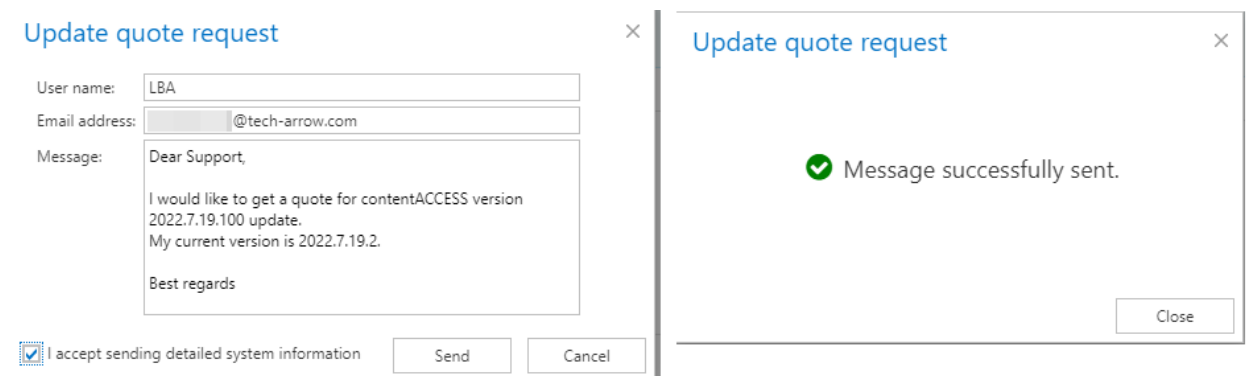 Update quote request
User name:
LBA
Email address:
@tech-arrow.com
Message:
Dear Support,
I would like to get a quote for contentACCESS version
2022.7.19.100 update.
My current version is 2022.7.19.2.
Best regards
I accept sending detailed system information
Send
Cancel
Update quote request
Message successfully sent.
Close